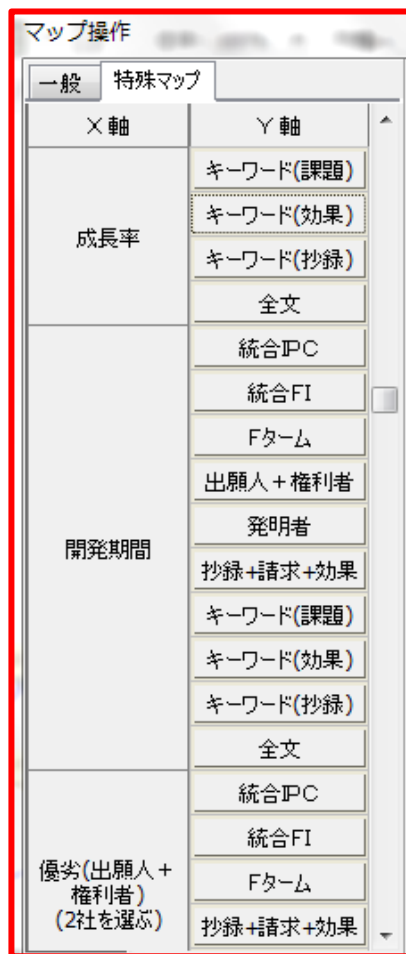 マップ操作
一般 特殊マップ
X軸 Y軸
成長率
キーワード(課題)
キーワード(効果)
キーワード(抄録)
全文
開発期間
統合IPC
統合FI
Fターム
出願人+権利者
発明者
抄録+請求+効果
キーワード(課題)
キーワード(効果)
キーワード(抄録)
全文
優劣(出願人+
権利者)
(2社を選ぶ)
統合IPC
統合FI
Fターム
抄録+請求+効果